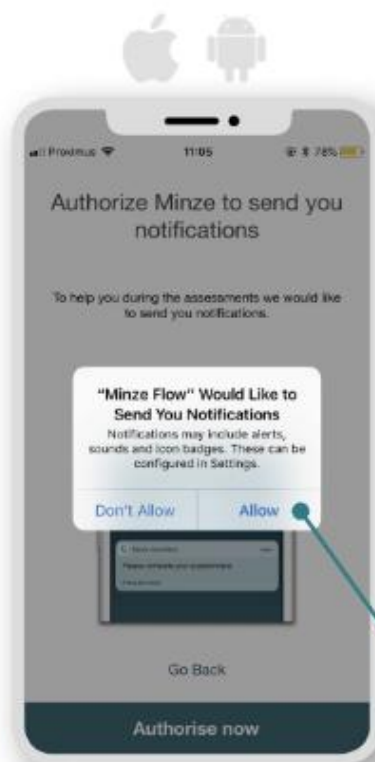 Proximus
11:05
78%
Authorize Minze to send you
notifications
To help you during the assessments we would like
to send you notifications.
“Minze Flow” Would Like to
Send You Notifications
Notifications may include alerts,
sounds and icon badges. These can be
configured in Settings.
Don't Allow
Allow
Go Back
Authorise now